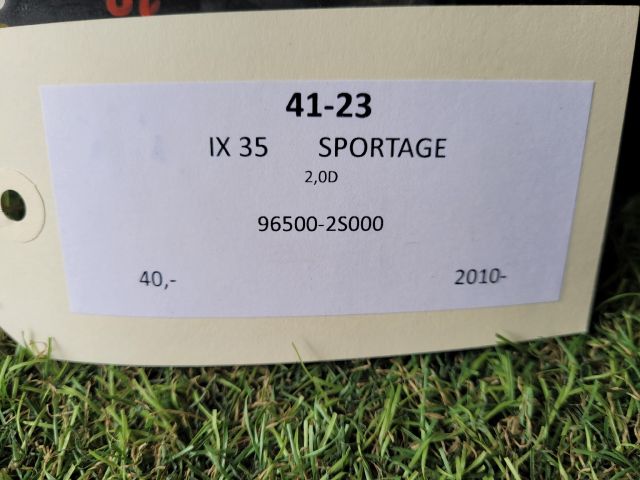 41-23
IX 35 SPORTAGE
2,0D
96500-2S000
40,- 2010-